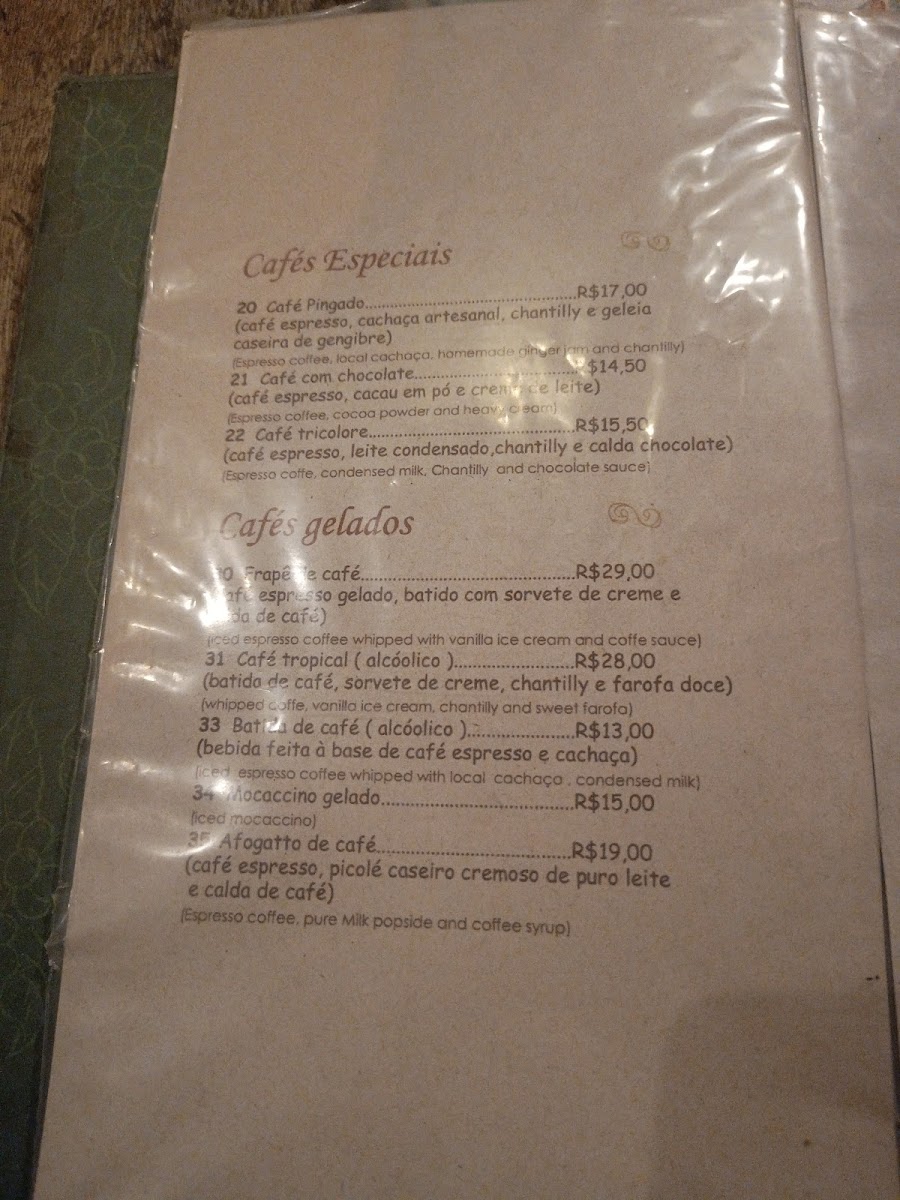 Cafés Especiais
20 Café Pingado..................................................R$17,00
(café espresso, cachaça artesanal, chantilly e geleia
caseira de gengibre)
(Espresso coffee, local cachaça, homemade ginger jam and chantilly)
21 Café com chocolate......................................R$14,50
(café espresso, cacau em pó e creme de leite)
(Espresso coffee, cocoa powder and heavy cream)
22 Café tricolore................................................R$15,50
(café espresso, leite condensado,chantilly e calda chocolate)
(Espresso coffe, condensed milk, Chantilly and chocolate sauce)
Cafés gelados
Frapê de café.................................................R$29,00
(café espresso gelado, batido com sorvete de creme e
calda de café)
(iced espresso coffee whipped with vanilla ice cream and coffe sauce)
31 Café tropical ( alcóolico )............................R$28,00
(batida de café, sorvete de creme, chantilly e farofa doce)
(whipped coffe, vanilla ice cream, chantilly and sweet farofa)
33 Batida de café ( alcóolico )..........................R$13,00
(bebida feita à base de café espresso e cachaça)
(iced espresso coffee whipped with local cachaça , condensed milk)
34 Mocaccino gelado............................................R$15,00
(iced mocaccino)
35 Afogatto de café.............................................R$19,00
(café espresso, picolé caseiro cremoso de puro leite
e calda de café)
(Espresso coffee, pure Milk popside and coffee syrup)